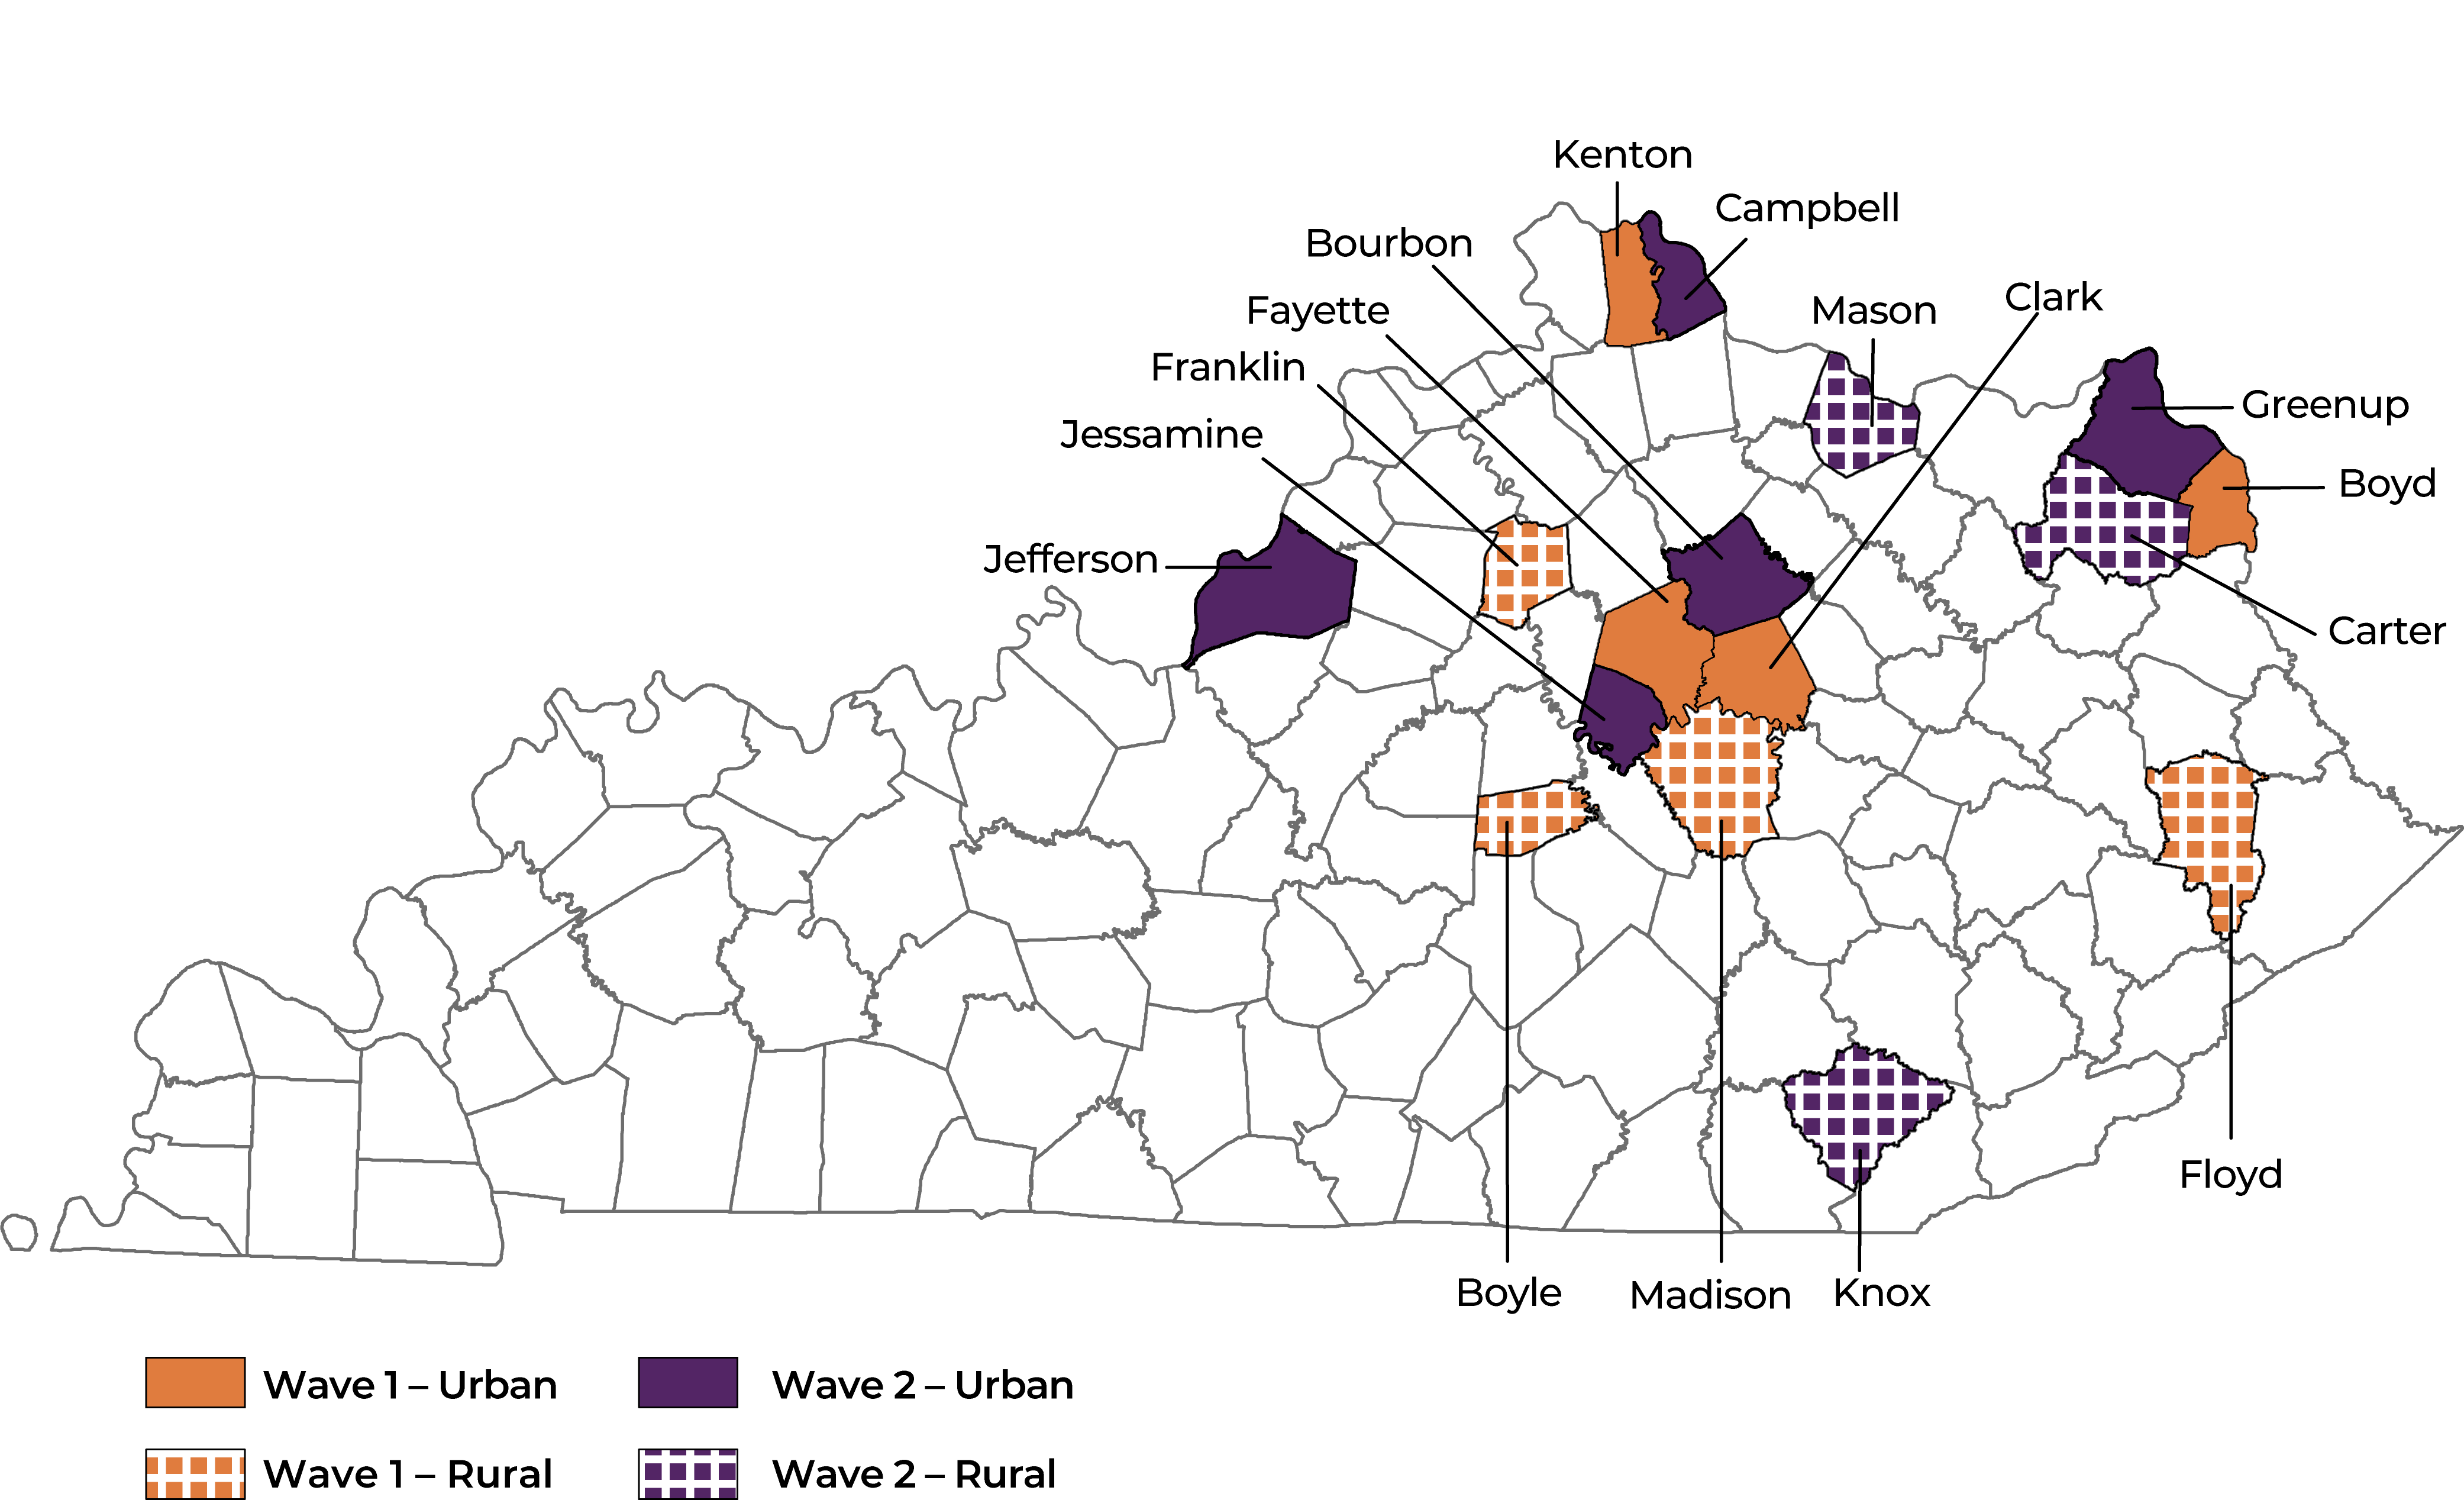 Kenton
Campbell
Bourbon
Clark
Fayette
Mason
Franklin
Greenup
Jessamine
Boyd
Jefferson
Carter
Floyd
Boyle
Madison
Knox
Wave 1 – Urban
Wave 2 – Urban
Wave 1 – Rural
Wave 2 – Rural